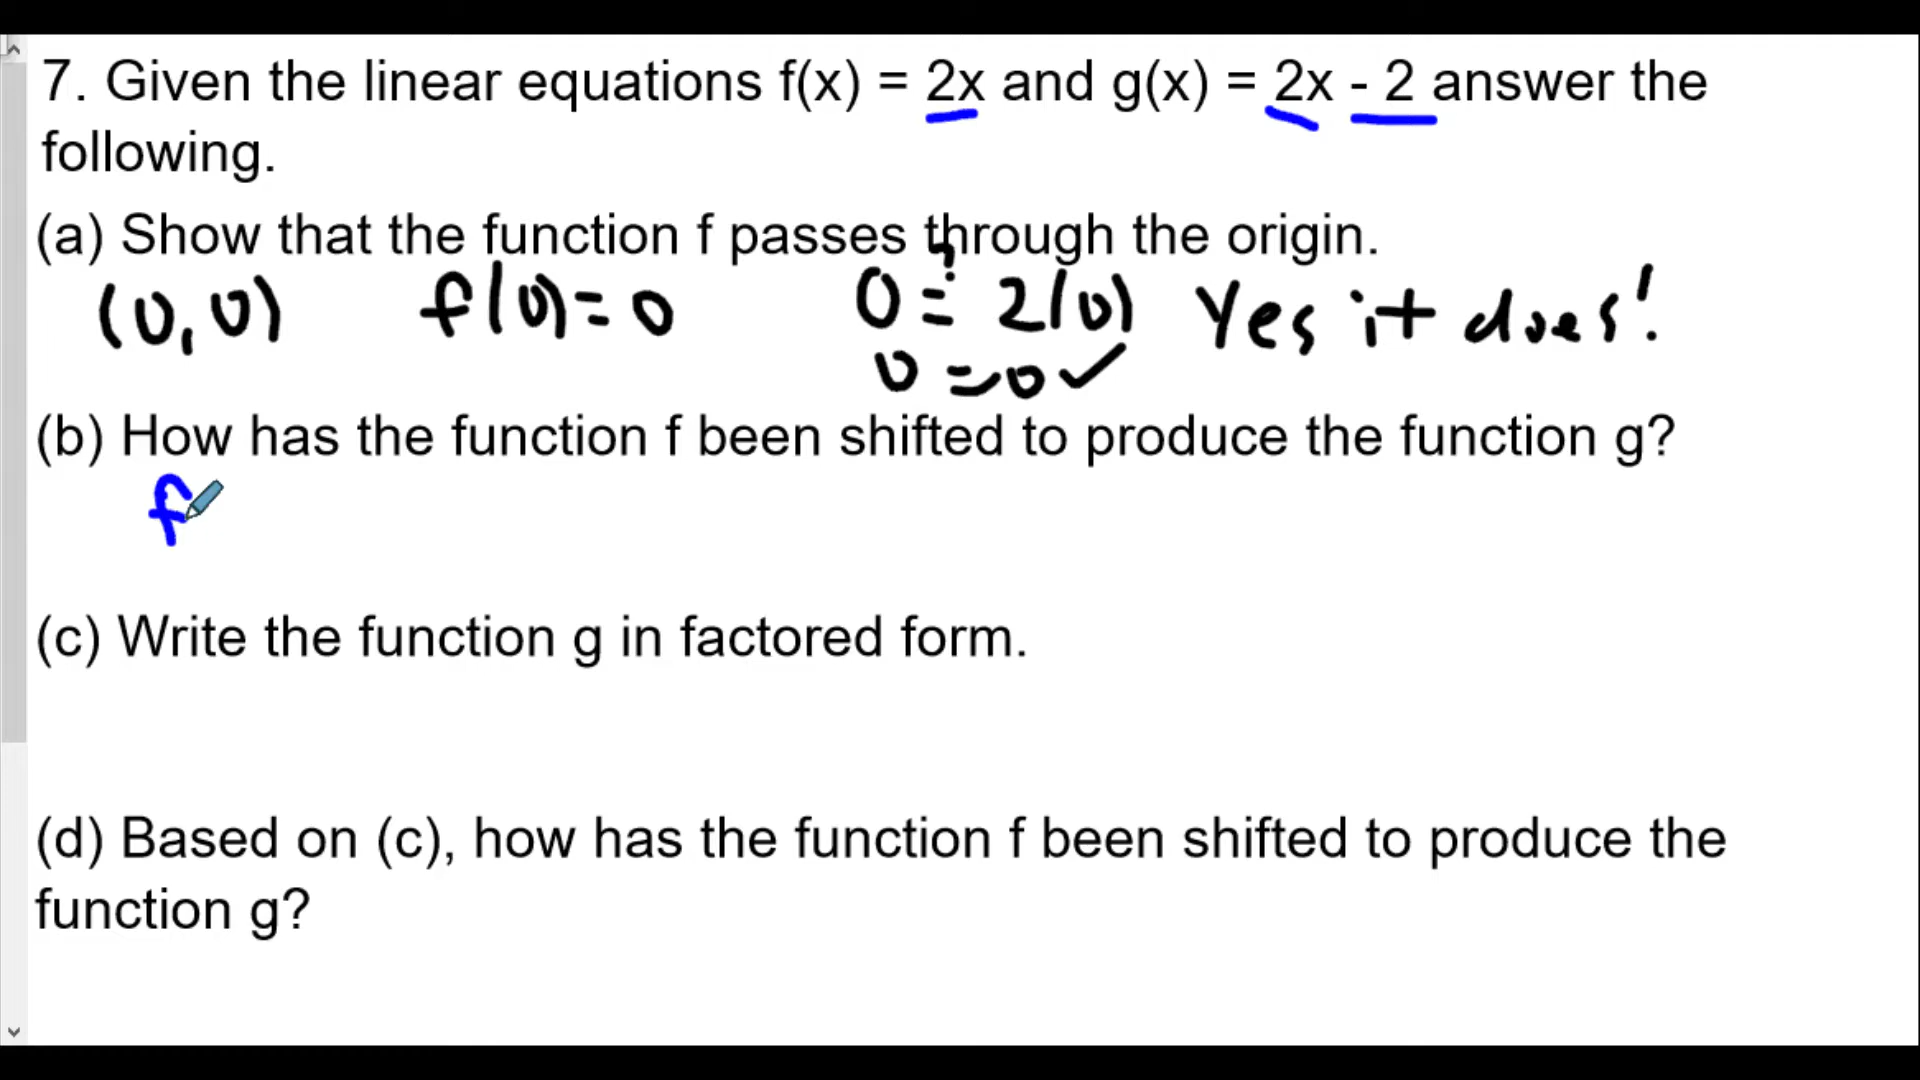 7. Given the linear equations f(x) = 2x and g(x) = 2x - 2 answer the
following.
(a) Show that the function f passes through the origin.
(0,0) f(0)=0 0 ≟ 2(0) Yes it does!
0 = 0 ✓
(b) How has the function f been shifted to produce the function g?
f
(c) Write the function g in factored form.
(d) Based on (c), how has the function f been shifted to produce the
function g?